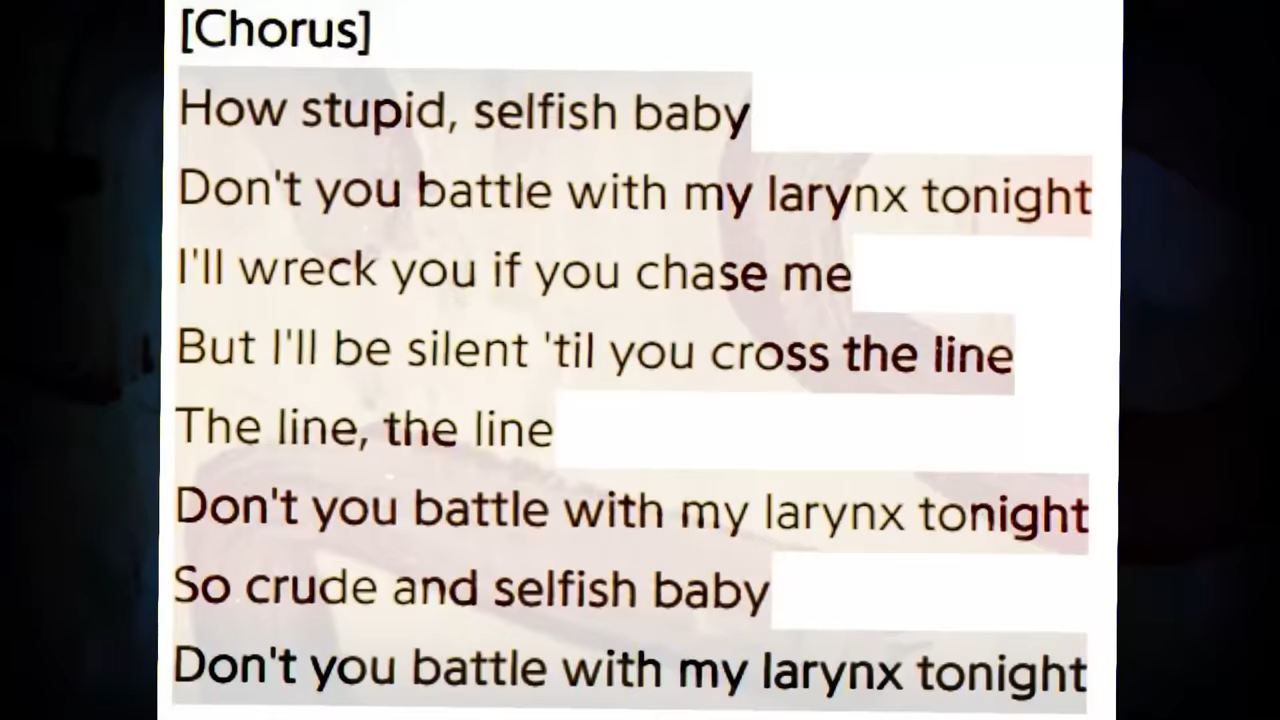 [Chorus]
How stupid, selfish baby
Don't you battle with my larynx tonight
I'll wreck you if you chase me
But I'll be silent 'til you cross the line
The line, the line
Don't you battle with my larynx tonight
So crude and selfish baby
Don't you battle with my larynx tonight